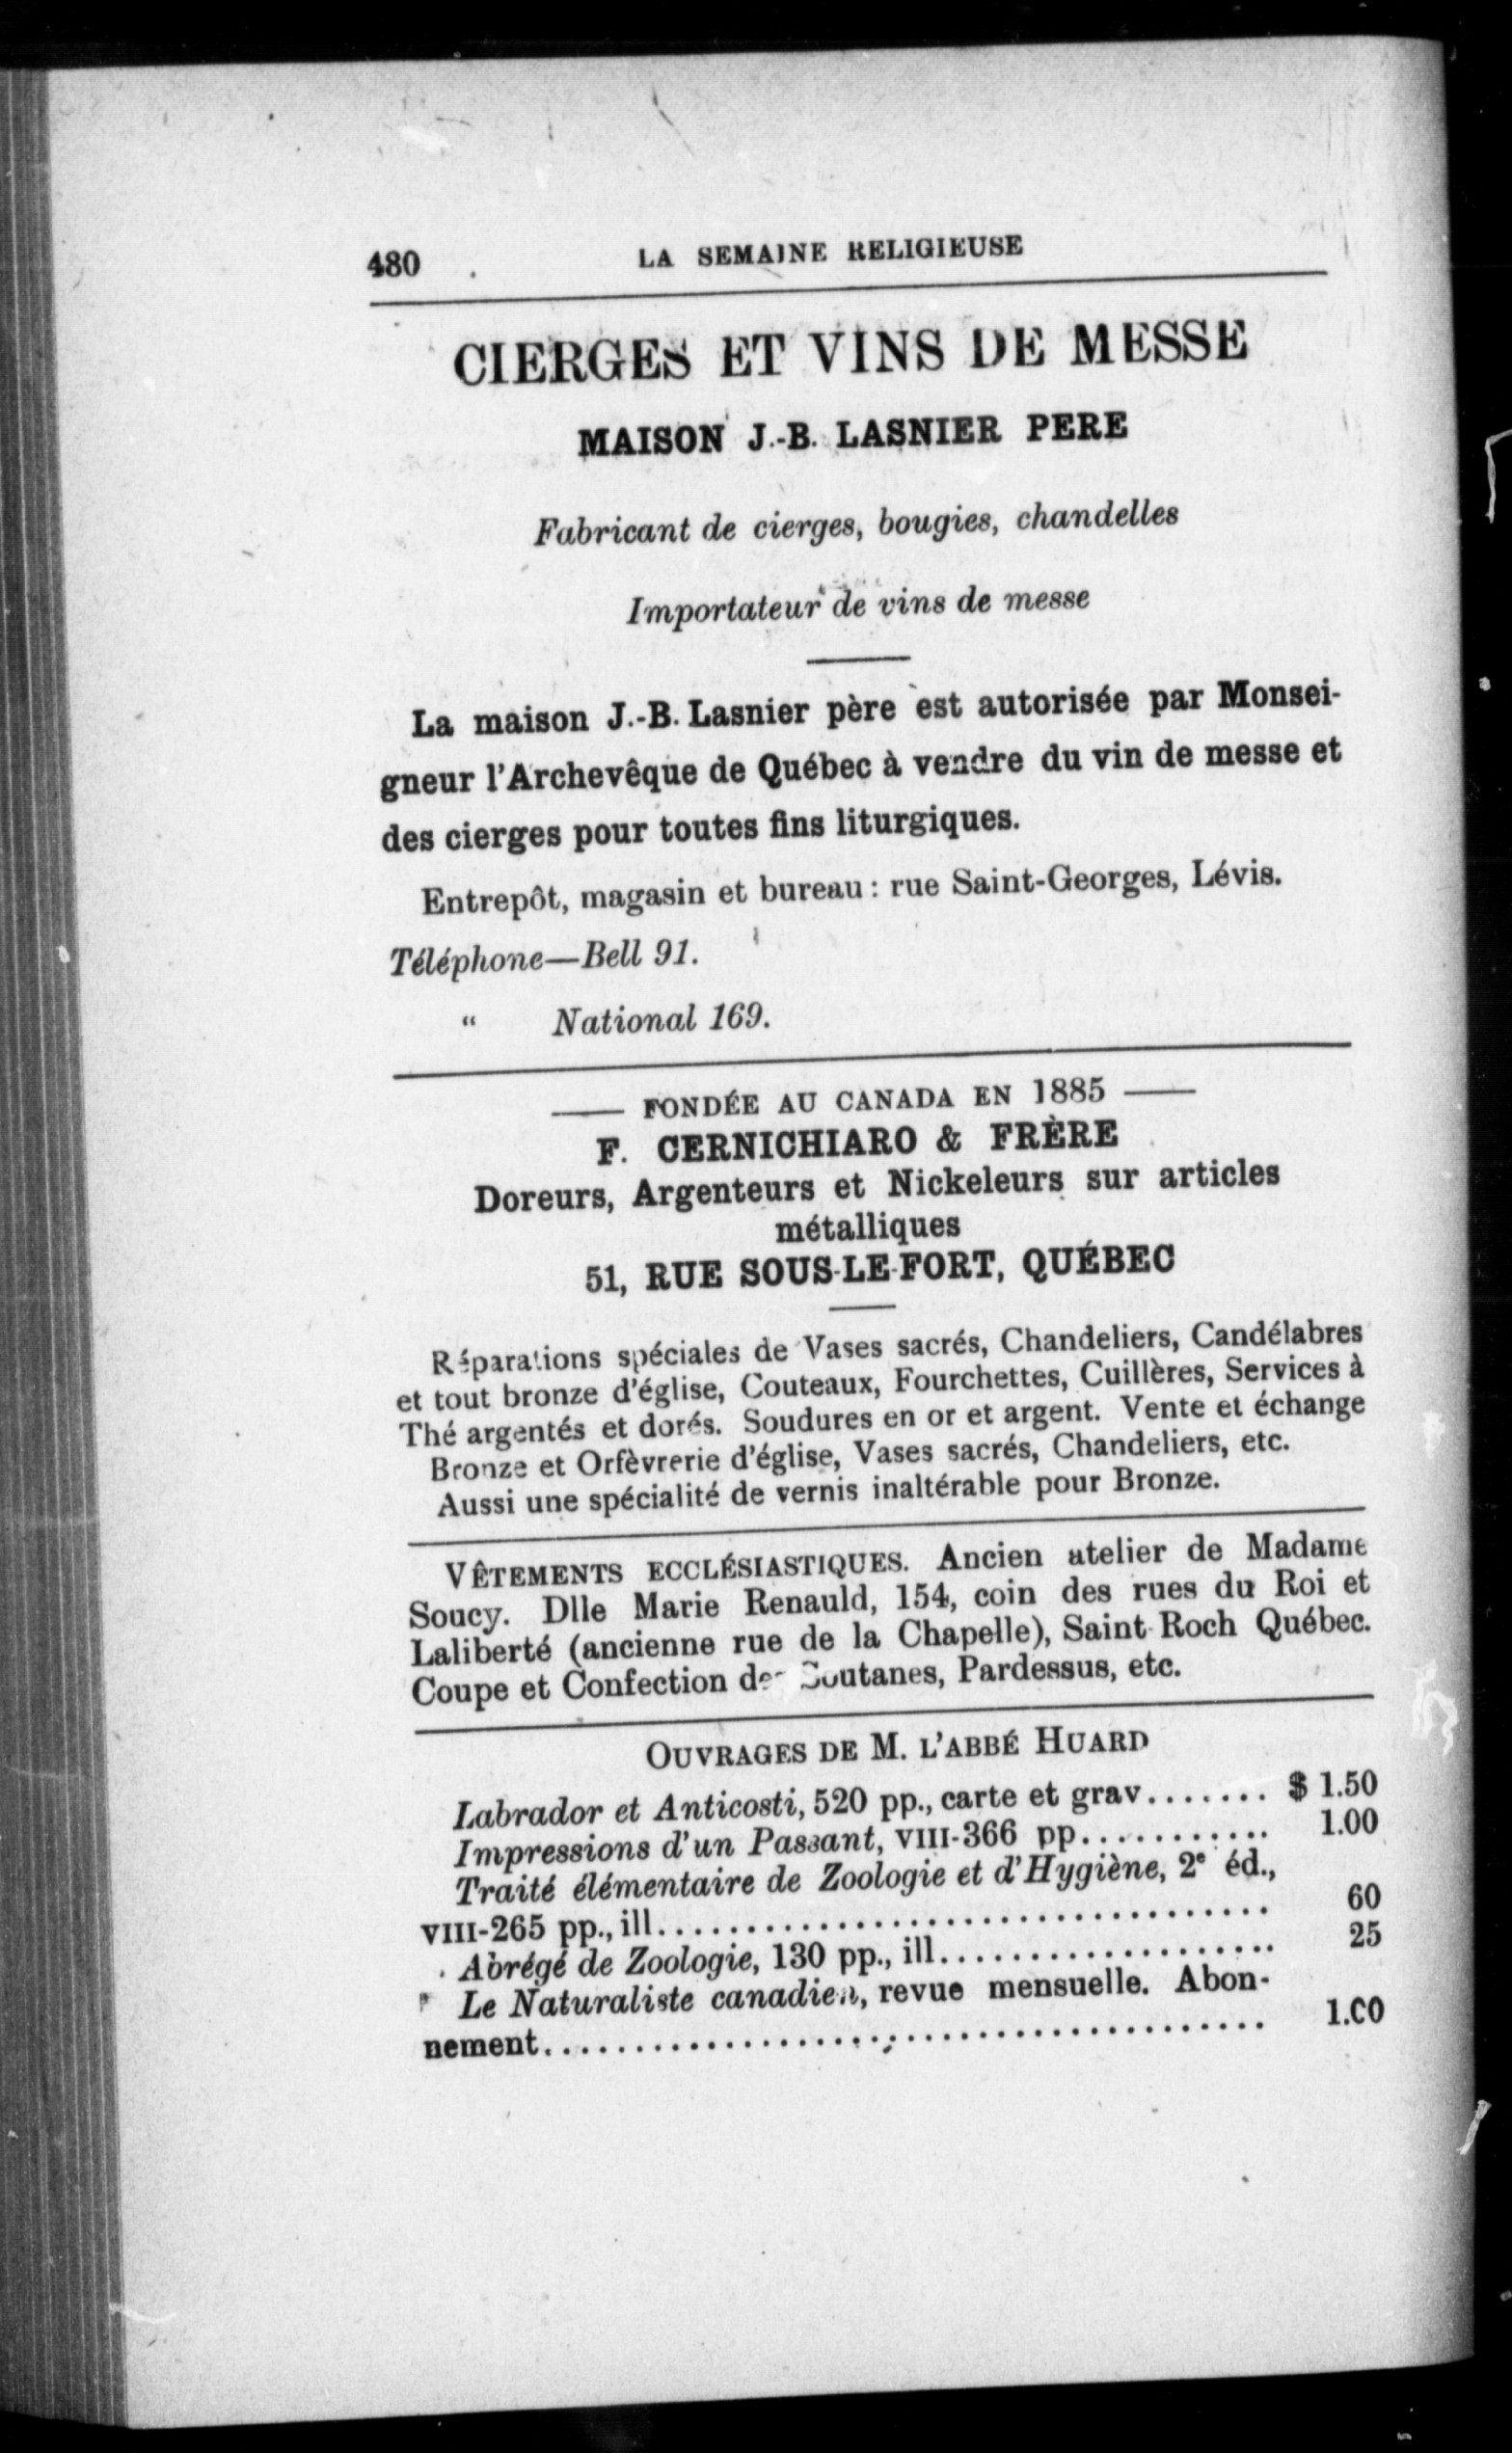 480 LA SEMAINE RELIGIEUSE
CIERGES ET VINS DE MESSE
MAISON J.-B. LASNIER PERE
Fabricant de cierges, bougies, chandelles
Importateur de vins de messe
La maison J.-B. Lasnier père est autorisée par Monsei-
gneur l'Archevêque de Québec à vendre du vin de messe et
des cierges pour toutes fins liturgiques.
Entrepôt, magasin et bureau : rue Saint-Georges, Lévis.
Téléphone—Bell 91.
“ National 169.
—— FONDÉE AU CANADA EN 1885 ——
F. CERNICHIARO & FRÈRE
Doreurs, Argenteurs et Nickeleurs sur articles
métalliques
51, RUE SOUS-LE-FORT, QUÉBEC
Réparations spéciales de Vases sacrés, Chandeliers, Candélabres
et tout bronze d'église, Couteaux, Fourchettes, Cuillères, Services à
Thé argentés et dorés. Soudures en or et argent. Vente et échange
Bronze et Orfèvrerie d'église, Vases sacrés, Chandeliers, etc.
Aussi une spécialité de vernis inaltérable pour Bronze.
VÊTEMENTS ECCLÉSIASTIQUES. Ancien atelier de Madame
Soucy. Dlle Marie Renauld, 154, coin des rues du Roi et
Laliberté (ancienne rue de la Chapelle), Saint-Roch Québec.
Coupe et Confection des Soutanes, Pardessus, etc.
OUVRAGES DE M. L'ABBÉ HUARD
Labrador et Anticosti, 520 pp., carte et grav....... $ 1.50
Impressions d'un Passant, VIII-366 pp........... 1.00
Traité élémentaire de Zoologie et d'Hygiène, 2e éd.,
VIII-265 pp., ill.................................. 60
Abrégé de Zoologie, 130 pp., ill................... 25
Le Naturaliste canadien, revue mensuelle. Abon-
nement........................................ 1.00